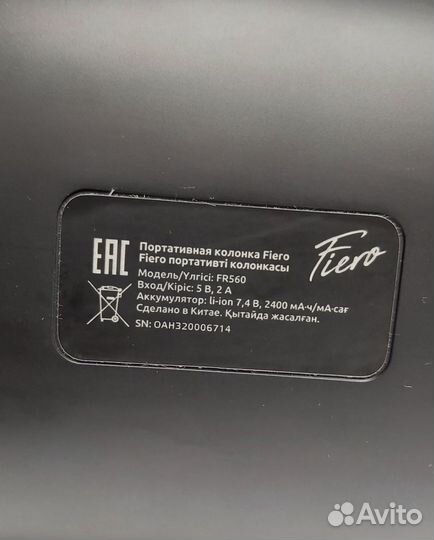 EAC
Портативная колонка Fiero
Fiero портативті колонкасы
Модель/Үлгісі: FR560
Вход/Кіріс: 5 В, 2 А
Аккумулятор: li-ion 7,4 В, 2400 мА·ч/мА·сағ
Сделано в Китае. Қытайда жасалған.
SN: OAH320006714
Fiero
Avito